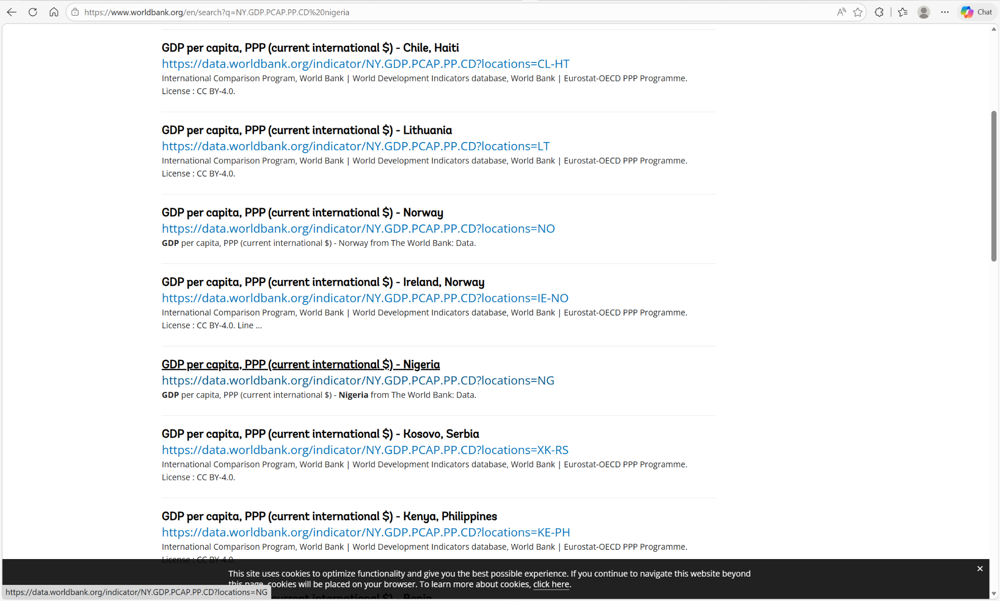 https://www.worldbank.org/en/search?q=NY.GDP.PCAP.PP.CD%20nigeria
Chat
GDP per capita, PPP (current international $) - Chile, Haiti
https://data.worldbank.org/indicator/NY.GDP.PCAP.PP.CD?locations=CL-HT
International Comparison Program, World Bank | World Development Indicators database, World Bank | Eurostat-OECD PPP Programme.
License : CC BY-4.0.
GDP per capita, PPP (current international $) - Lithuania
https://data.worldbank.org/indicator/NY.GDP.PCAP.PP.CD?locations=LT
International Comparison Program, World Bank | World Development Indicators database, World Bank | Eurostat-OECD PPP Programme.
License : CC BY-4.0.
GDP per capita, PPP (current international $) - Norway
https://data.worldbank.org/indicator/NY.GDP.PCAP.PP.CD?locations=NO
GDP per capita, PPP (current international $) - Norway from The World Bank: Data.
GDP per capita, PPP (current international $) - Ireland, Norway
https://data.worldbank.org/indicator/NY.GDP.PCAP.PP.CD?locations=IE-NO
International Comparison Program, World Bank | World Development Indicators database, World Bank | Eurostat-OECD PPP Programme.
License : CC BY-4.0. Line ...
GDP per capita, PPP (current international $) - Nigeria
https://data.worldbank.org/indicator/NY.GDP.PCAP.PP.CD?locations=NG
GDP per capita, PPP (current international $) - Nigeria from The World Bank: Data.
GDP per capita, PPP (current international $) - Kosovo, Serbia
https://data.worldbank.org/indicator/NY.GDP.PCAP.PP.CD?locations=XK-RS
International Comparison Program, World Bank | World Development Indicators database, World Bank | Eurostat-OECD PPP Programme.
License : CC BY-4.0.
GDP per capita, PPP (current international $) - Kenya, Philippines
https://data.worldbank.org/indicator/NY.GDP.PCAP.PP.CD?locations=KE-PH
International Comparison Program, World Bank | World Development Indicators database, World Bank | Eurostat-OECD PPP Programme.
License : CC BY-4.0.
This site uses cookies to optimize functionality and give you the best possible experience. If you continue to navigate this website beyond
this page, cookies will be placed on your browser. To learn more about cookies, click here.
https://data.worldbank.org/indicator/NY.GDP.PCAP.PP.CD?locations=NG
current international $) - Benin